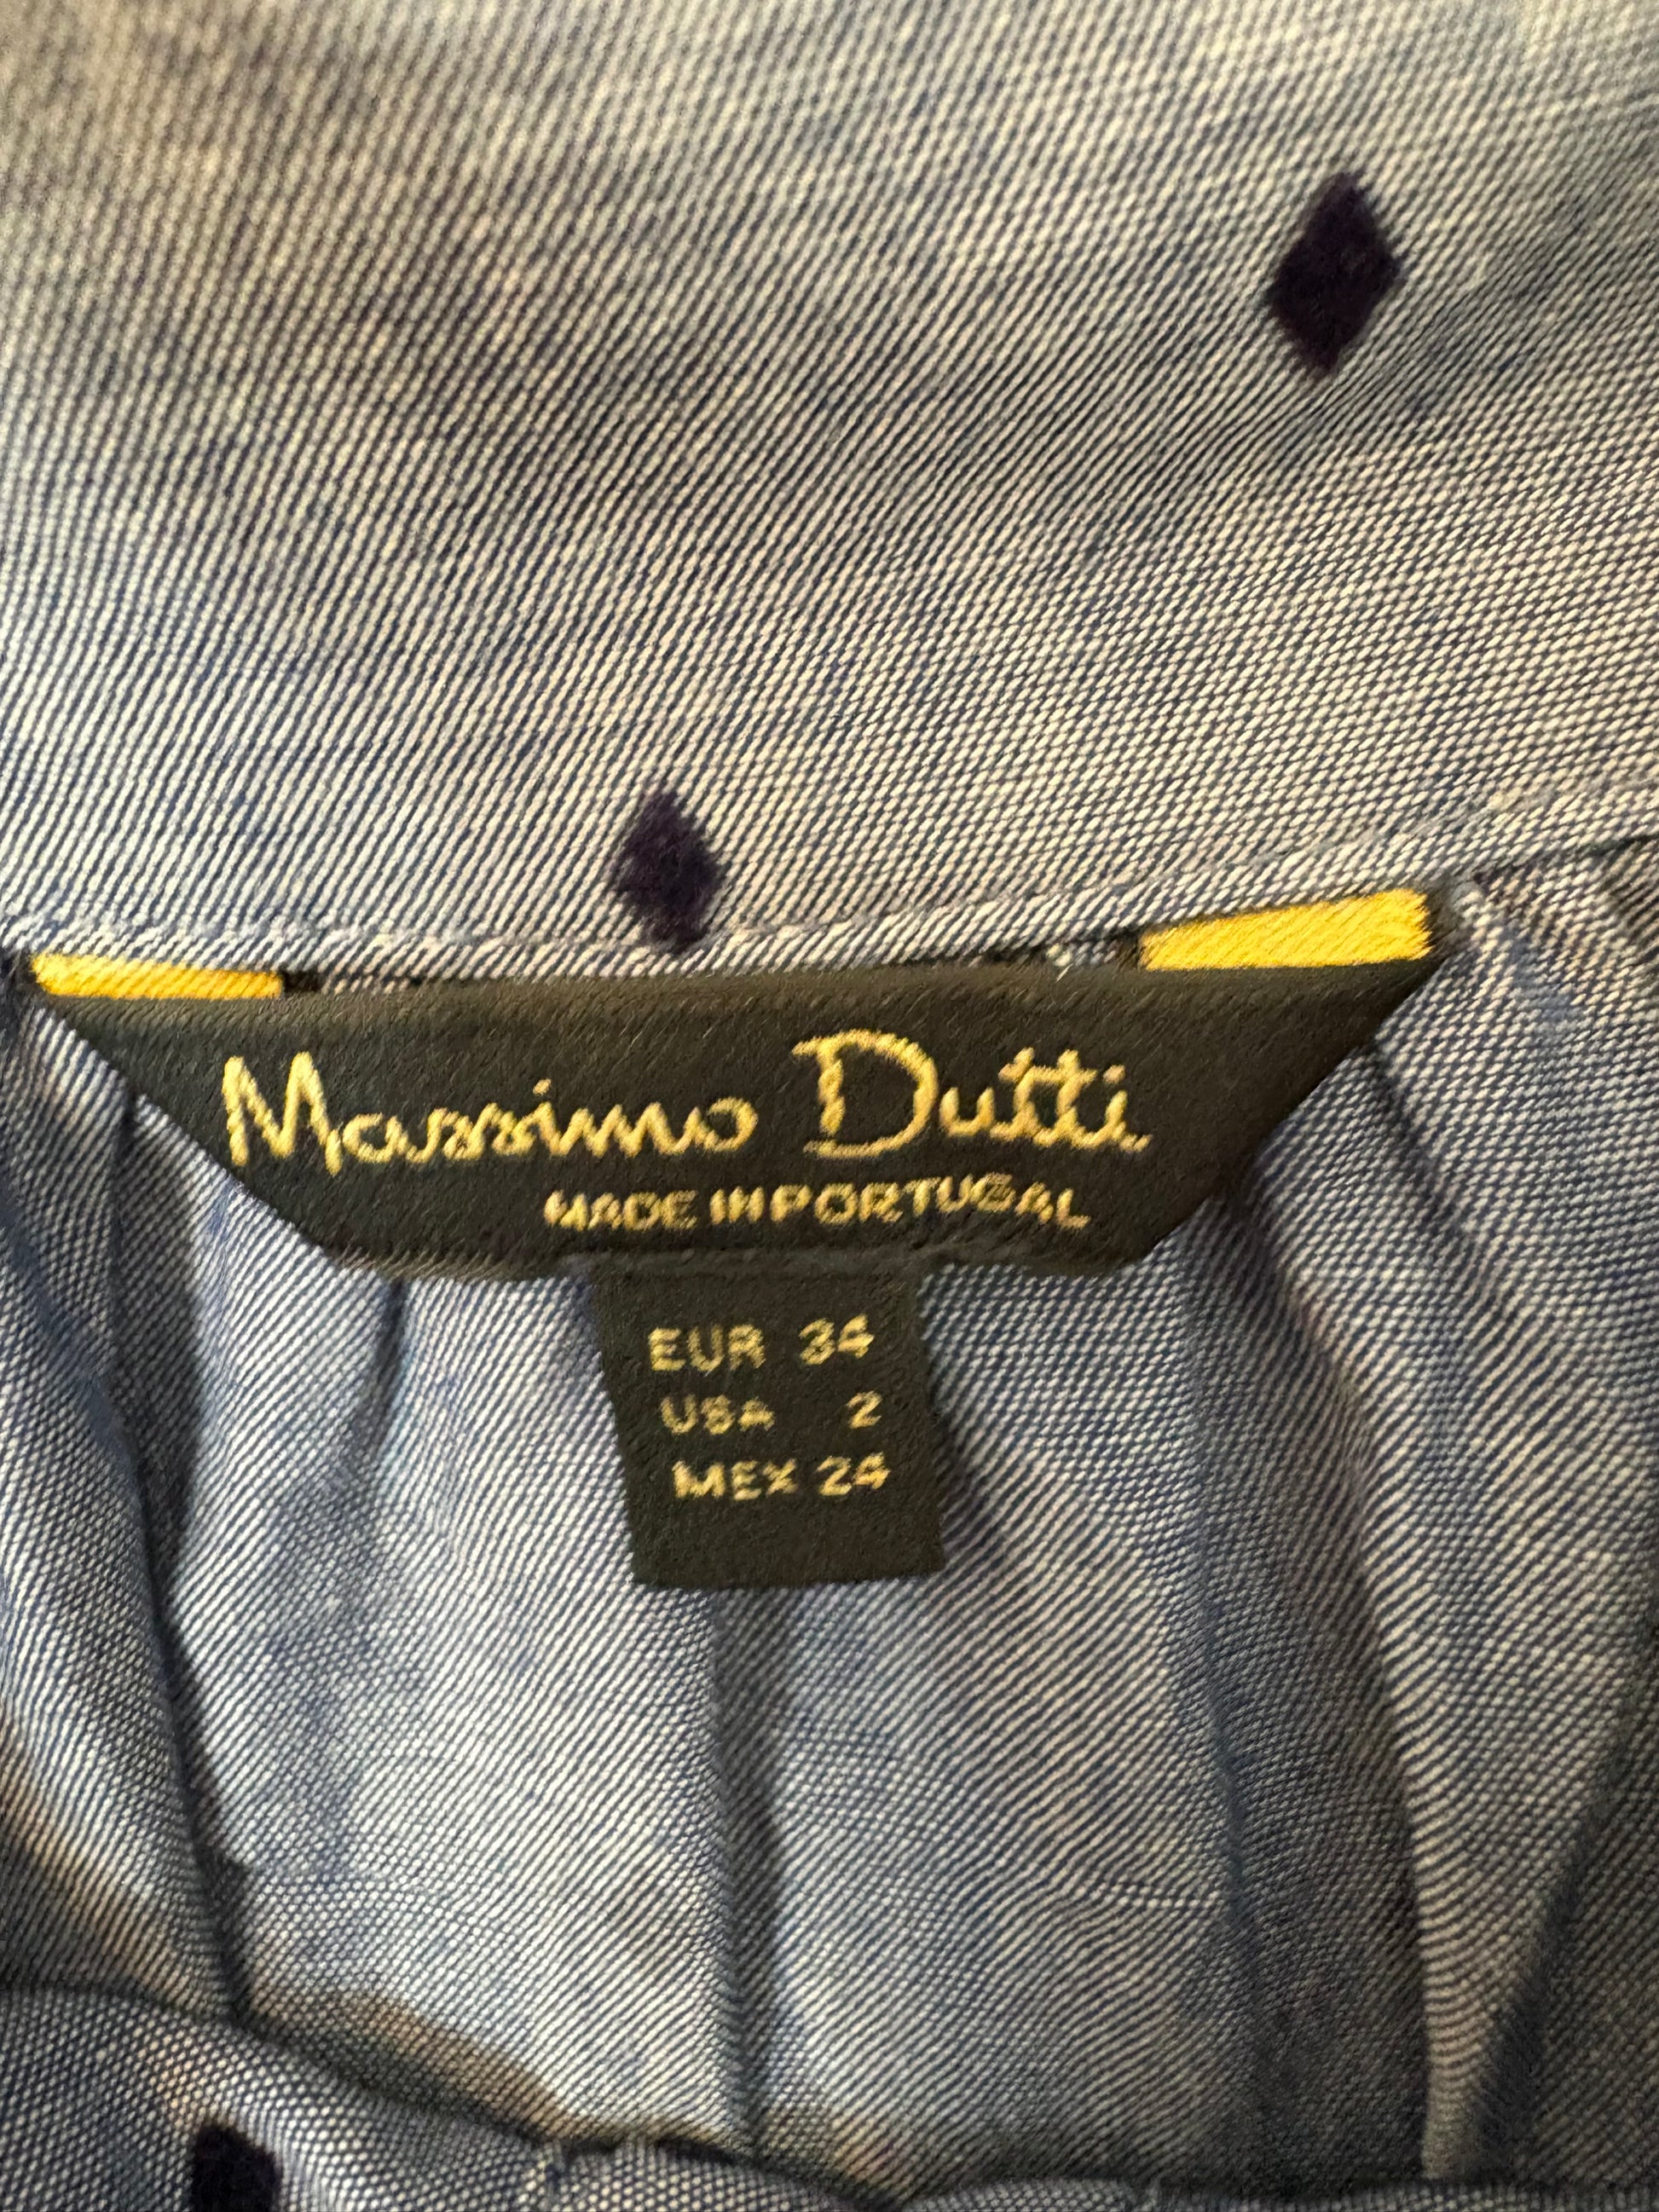 Massimo Dutti
MADE IN PORTUGAL
EUR 34
USA 2
MEX 24